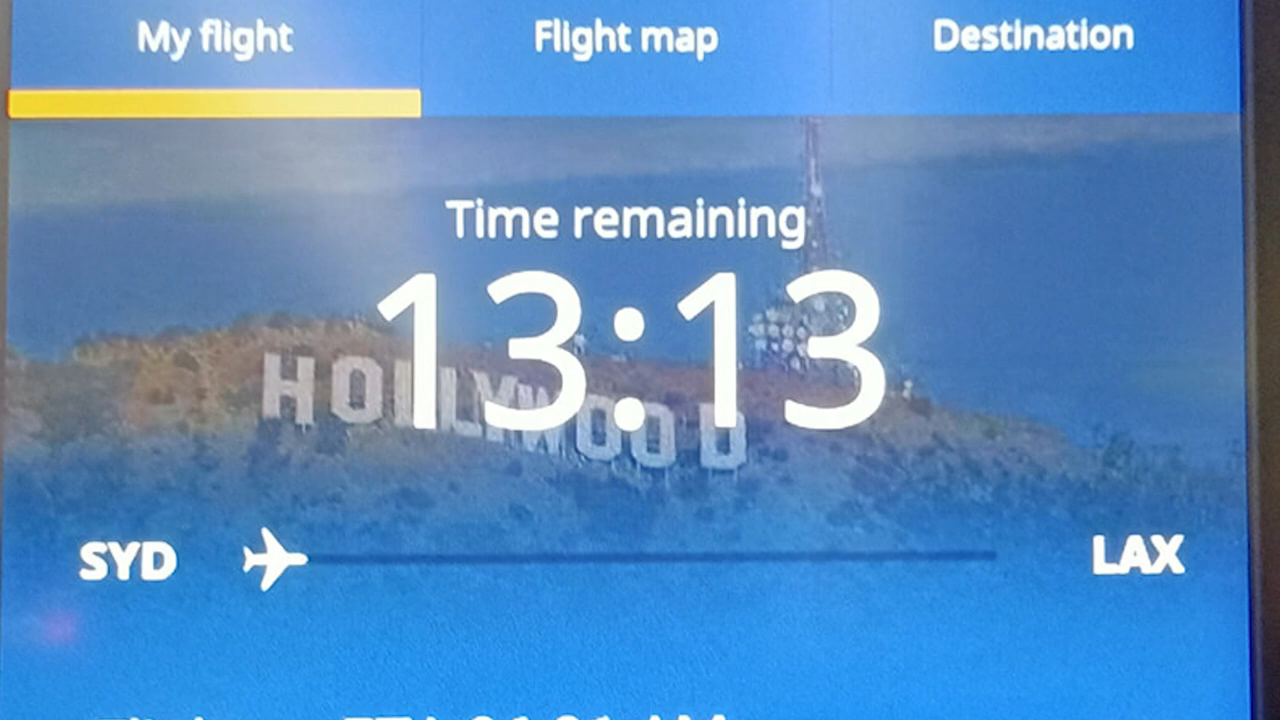 My flight Flight map Destination
Time remaining
13:13
HOLLYWOOD
SYD LAX